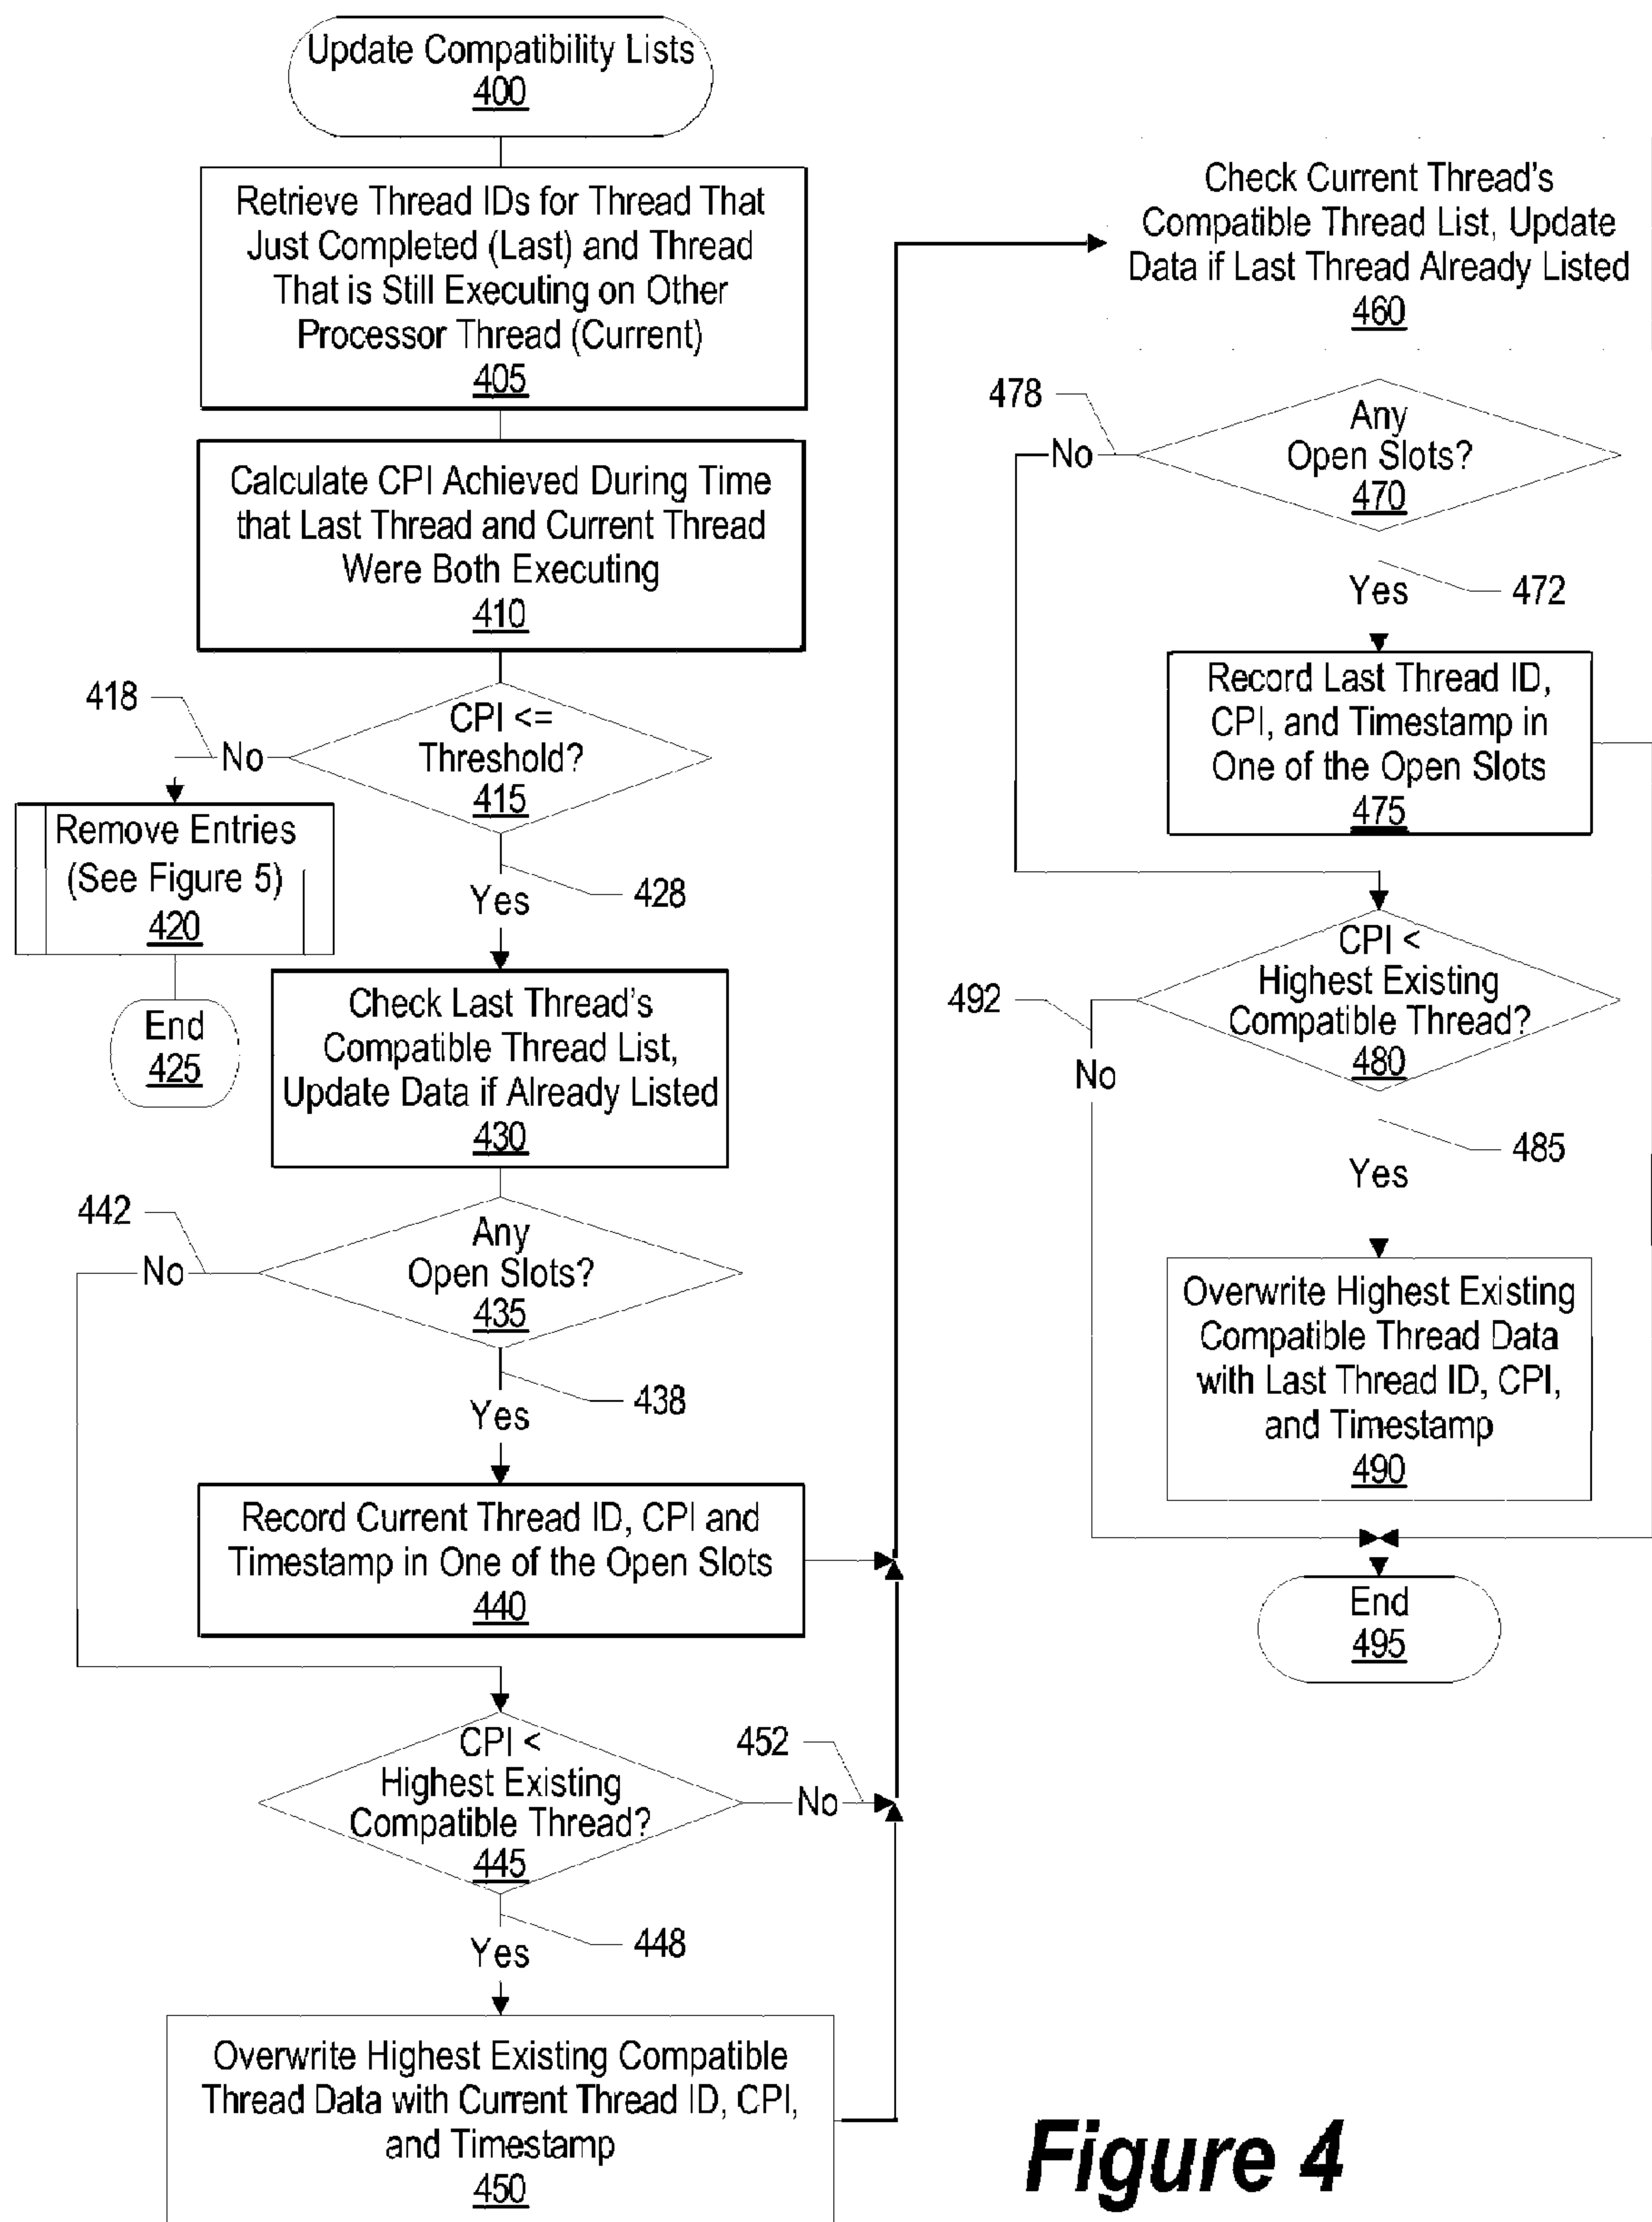 Update Compatibility Lists
400
Retrieve Thread IDs for Thread That
Just Completed (Last) and Thread
That is Still Executing on Other
Processor Thread (Current)
405
Calculate CPI Achieved During Time
that Last Thread and Current Thread
Were Both Executing
410
CPI <=
Threshold?
415
418
No
Remove Entries
(See Figure 5)
420
End
425
428
Yes
Check Last Thread's
Compatible Thread List,
Update Data if Already Listed
430
Any
Open Slots?
435
442
No
438
Yes
Record Current Thread ID, CPI and
Timestamp in One of the Open Slots
440
CPI <
Highest Existing
Compatible Thread?
445
452
No
448
Yes
Overwrite Highest Existing Compatible
Thread Data with Current Thread ID, CPI,
and Timestamp
450
Check Current Thread's
Compatible Thread List, Update
Data if Last Thread Already Listed
460
Any
Open Slots?
470
478
No
472
Yes
Record Last Thread ID,
CPI, and Timestamp in
One of the Open Slots
475
CPI <
Highest Existing
Compatible Thread?
480
492
No
485
Yes
Overwrite Highest Existing
Compatible Thread Data
with Last Thread ID, CPI,
and Timestamp
490
End
495
Figure 4